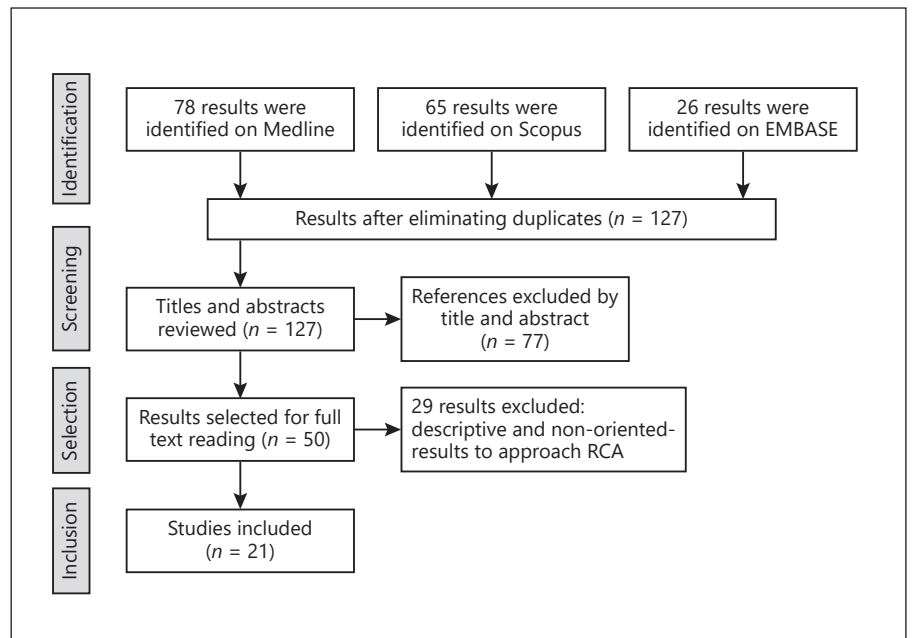 Identification
78 results were
identified on Medline
65 results were
identified on Scopus
26 results were
identified on EMBASE
Results after eliminating duplicates (n = 127)
Screening
Titles and abstracts
reviewed (n = 127)
References excluded by
title and abstract
(n = 77)
Selection
Results selected for full
text reading (n = 50)
29 results excluded:
descriptive and non-oriented-
results to approach RCA
Inclusion
Studies included
(n = 21)